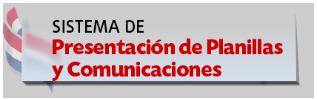 SISTEMA DE
Presentación de Planillas
y Comunicaciones